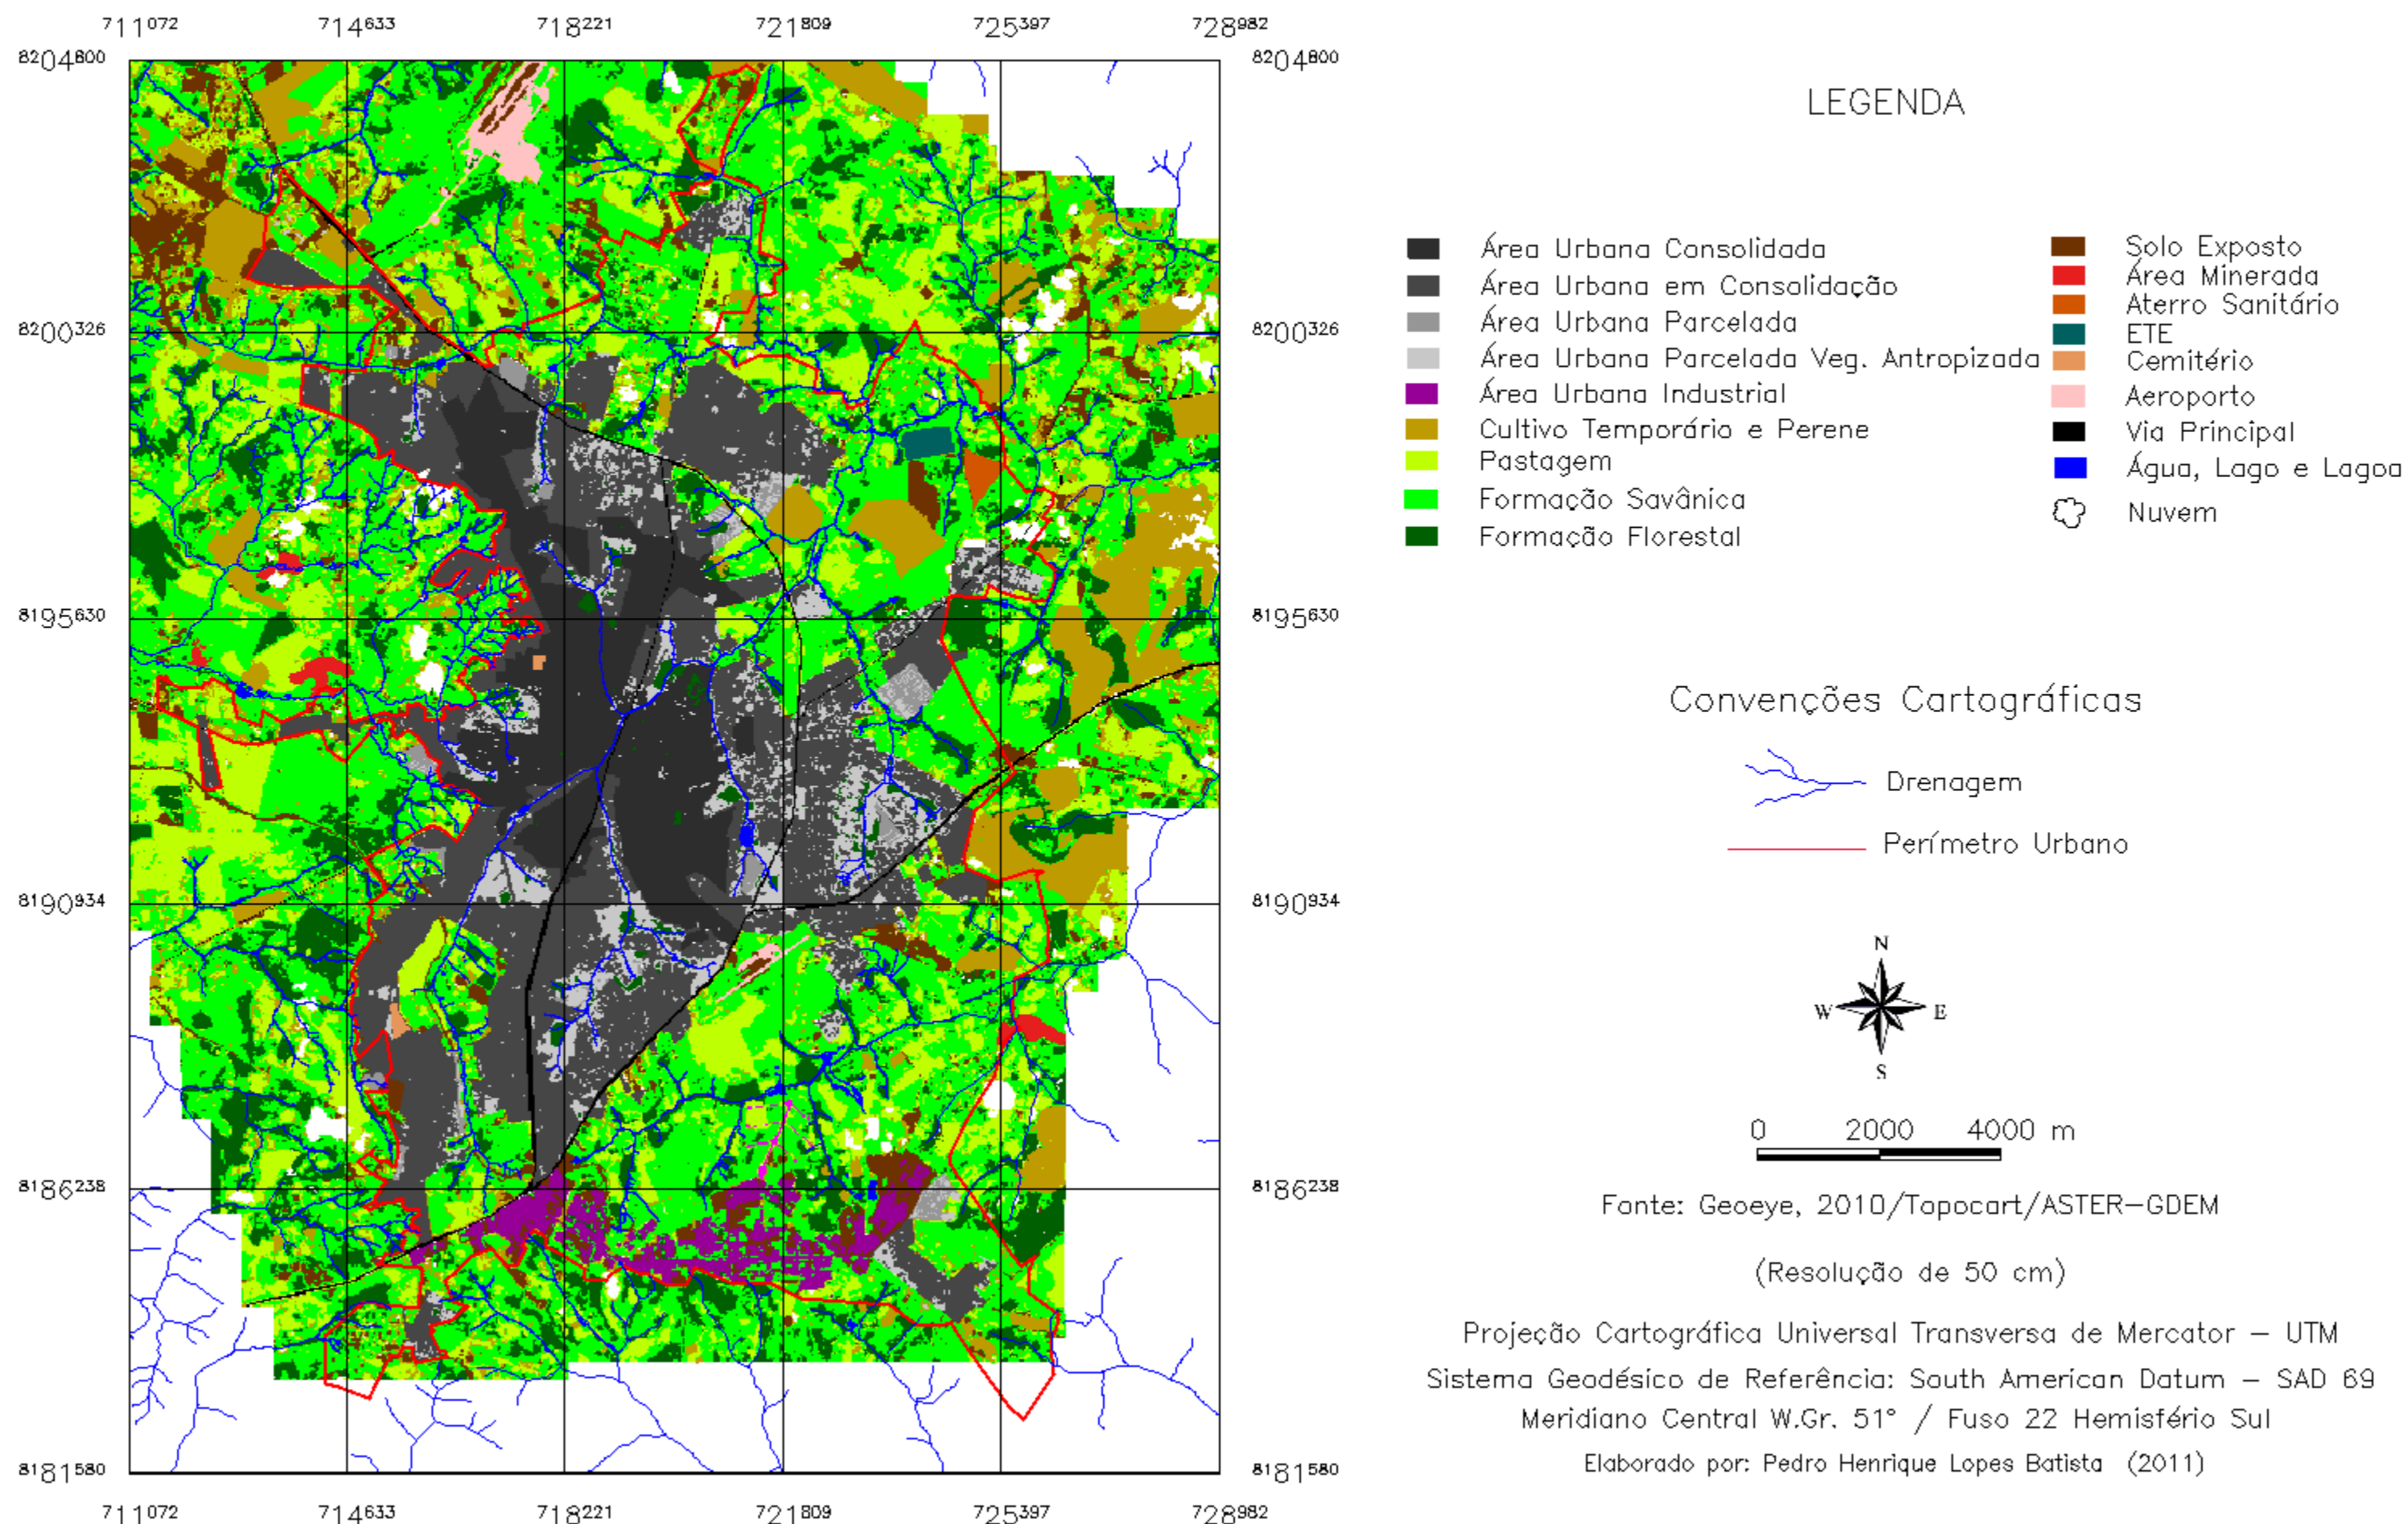 711072 714633 718221 721809 725397 728982
8204800 8204800
LEGENDA
Área Urbana Consolidada
Área Urbana em Consolidação
Área Urbana Parcelada
Área Urbana Parcelada Veg. Antropizada
Área Urbana Industrial
Cultivo Temporário e Perene
Pastagem
Formação Savânica
Formação Florestal
Solo Exposto
Área Minerada
Aterro Sanitário
ETE
Cemitério
Aeroporto
Via Principal
Água, Lago e Lagoa
Nuvem
8200326 8200326
8195630 8195630
Convenções Cartográficas
Drenagem
Perímetro Urbano
8190934 8190934
N
W E
S
0 2000 4000 m
8186238 8186238
Fonte: Geoeye, 2010/Topocart/ASTER-GDEM
(Resolução de 50 cm)
Projeção Cartográfica Universal Transversa de Mercator – UTM
Sistema Geodésico de Referência: South American Datum – SAD 69
Meridiano Central W.Gr. 51° / Fuso 22 Hemisfério Sul
Elaborado por: Pedro Henrique Lopes Batista (2011)
8181580 8181580
711072 714633 718221 721809 725397 728982